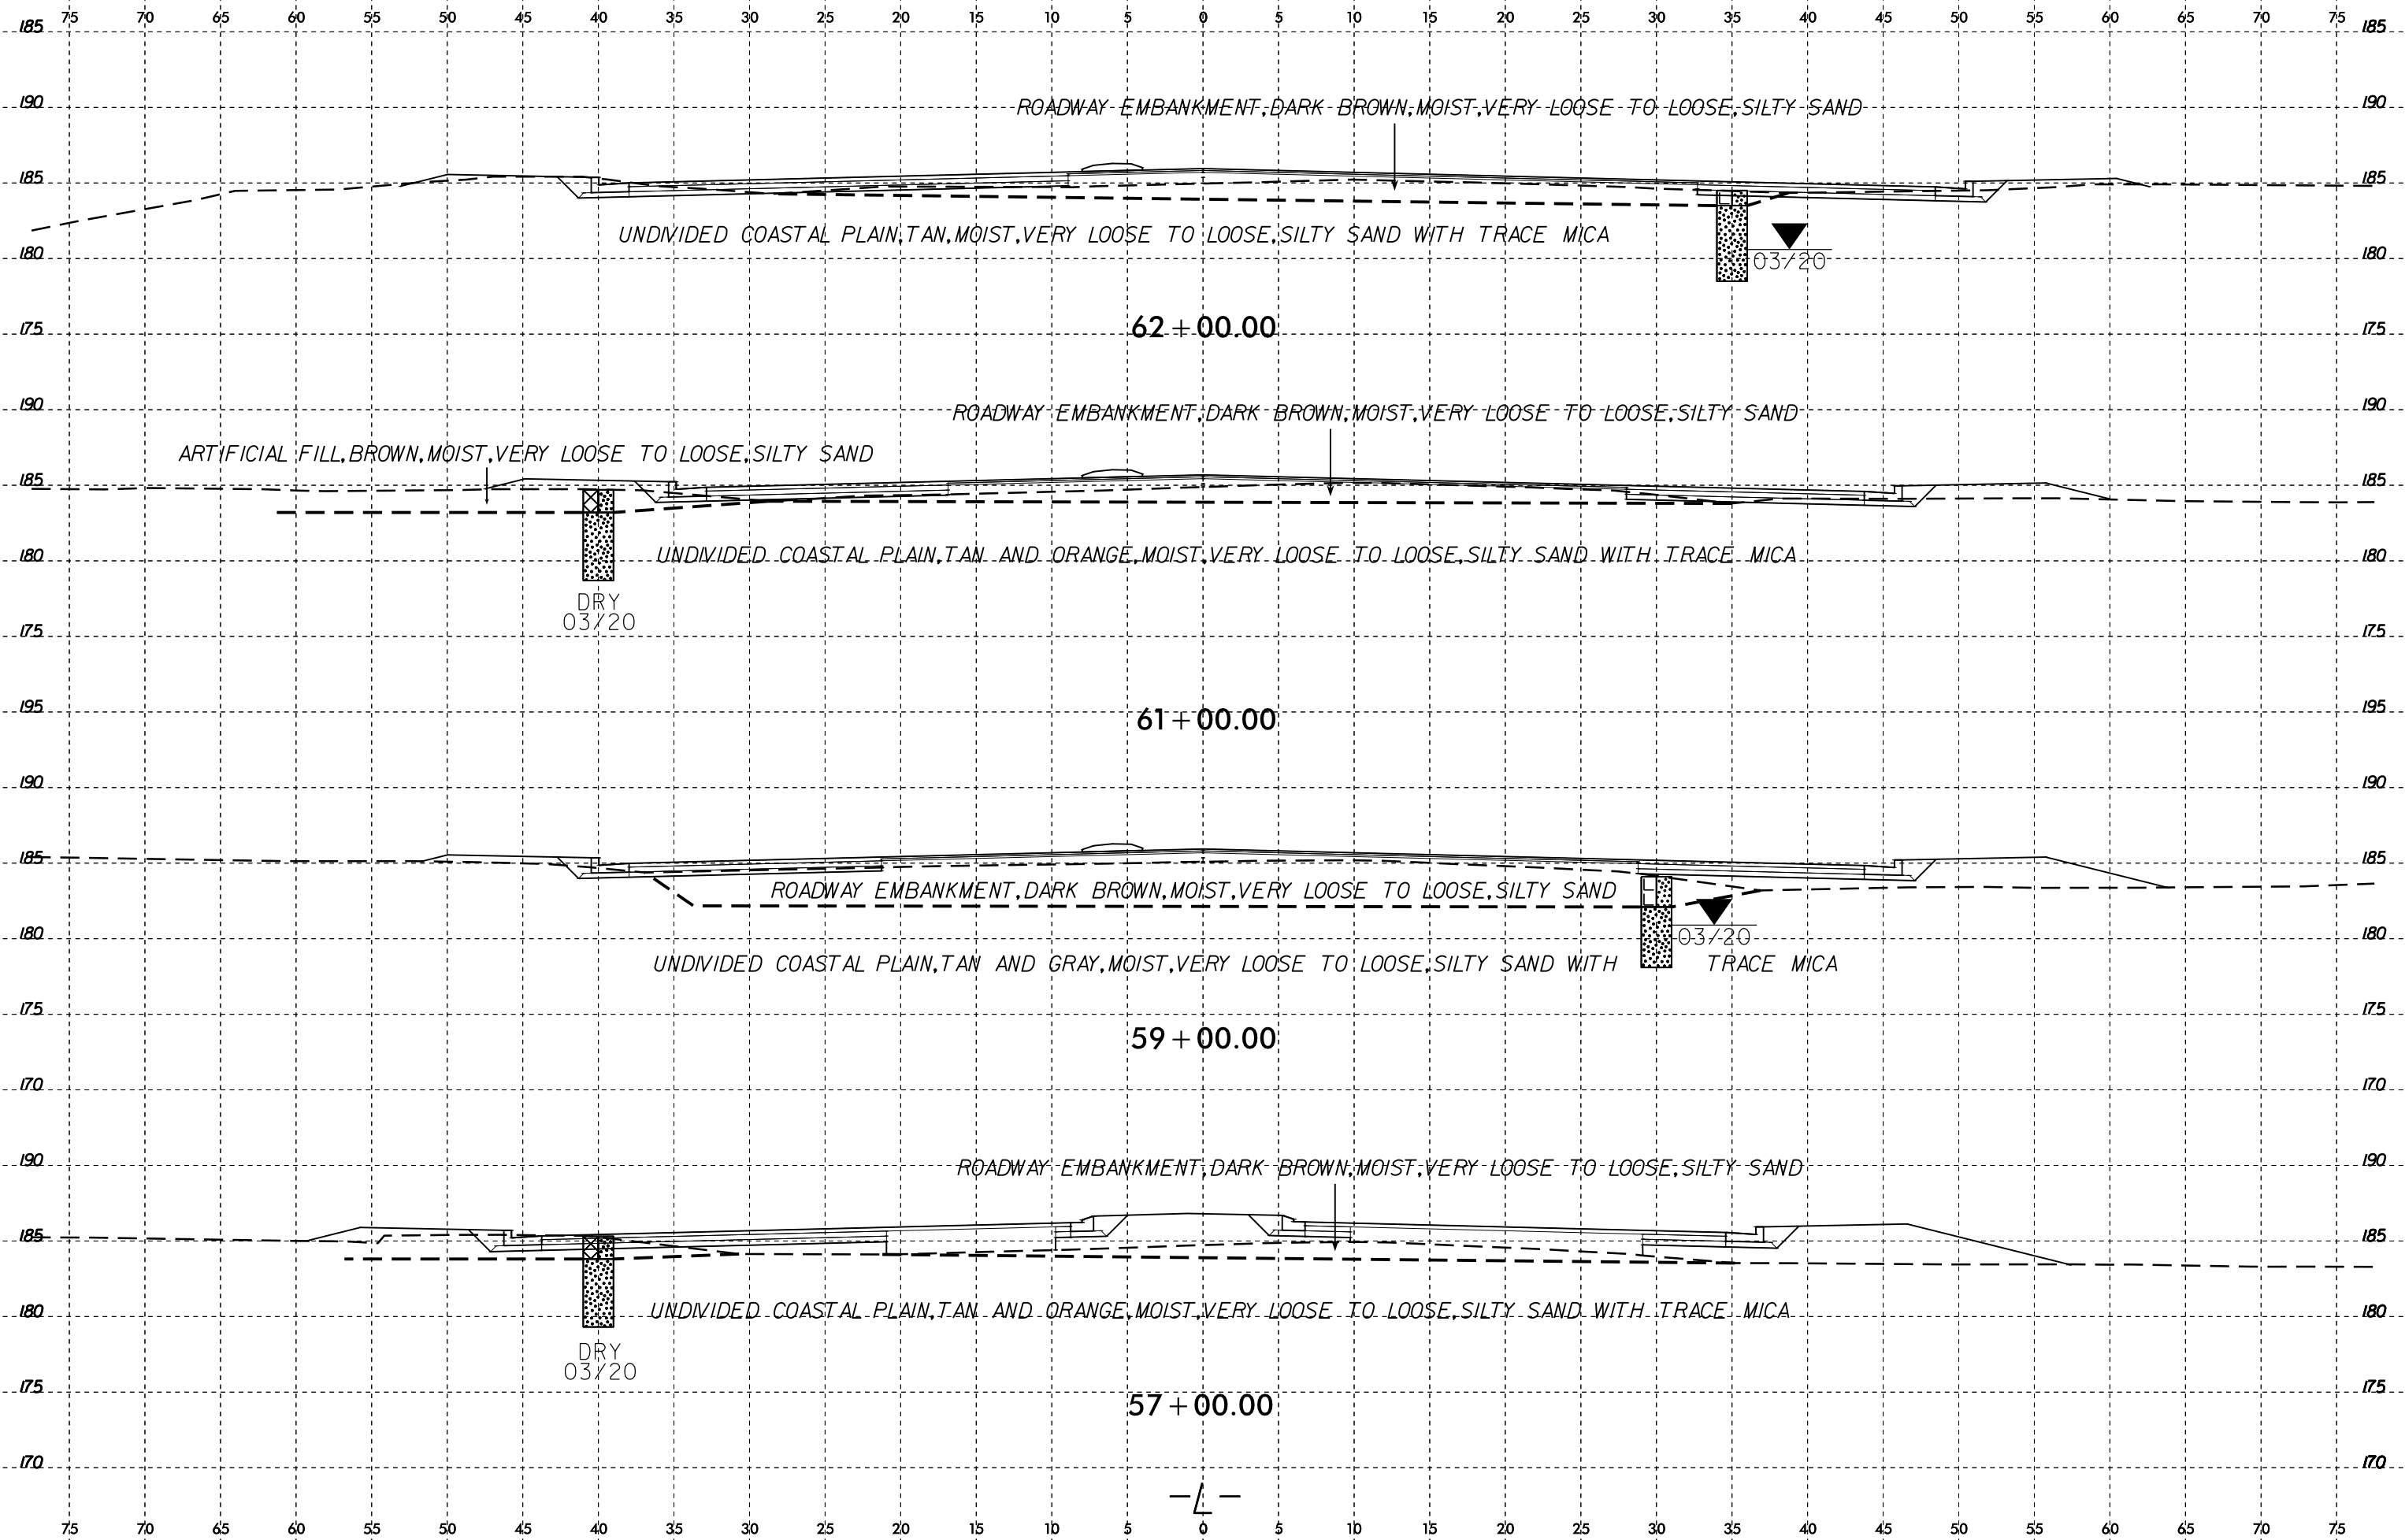 75 70 65 60 55 50 45 40 35 30 25 20 15 10 5 0 5 10 15 20 25 30 35 40 45 50 55 60 65 70 75
185 185
190 ROADWAY EMBANKMENT, DARK BROWN, MOIST, VERY LOOSE TO LOOSE, SILTY SAND 190
185 185
UNDIVIDED COASTAL PLAIN, TAN, MOIST, VERY LOOSE TO LOOSE, SILTY SAND WITH TRACE MICA
180 03/20 180
175 62+00.00 175
190 ROADWAY EMBANKMENT, DARK BROWN, MOIST, VERY LOOSE TO LOOSE, SILTY SAND 190
ARTIFICIAL FILL, BROWN, MOIST, VERY LOOSE TO LOOSE, SILTY SAND
185 185
180 UNDIVIDED COASTAL PLAIN, TAN AND ORANGE, MOIST, VERY LOOSE TO LOOSE, SILTY SAND WITH TRACE MICA 180
DRY
03/20
175 175
195 61+00.00 195
190 190
185 185
ROADWAY EMBANKMENT, DARK BROWN, MOIST, VERY LOOSE TO LOOSE, SILTY SAND
180 03/20 180
UNDIVIDED COASTAL PLAIN, TAN AND GRAY, MOIST, VERY LOOSE TO LOOSE, SILTY SAND WITH TRACE MICA
175 175
59+00.00
170 170
190 ROADWAY EMBANKMENT, DARK BROWN, MOIST, VERY LOOSE TO LOOSE, SILTY SAND 190
185 185
180 UNDIVIDED COASTAL PLAIN, TAN AND ORANGE, MOIST, VERY LOOSE TO LOOSE, SILTY SAND WITH TRACE MICA 180
DRY
03/20
175 175
57+00.00
170 170
-L-
75 70 65 60 55 50 45 40 35 30 25 20 15 10 5 0 5 10 15 20 25 30 35 40 45 50 55 60 65 70 75